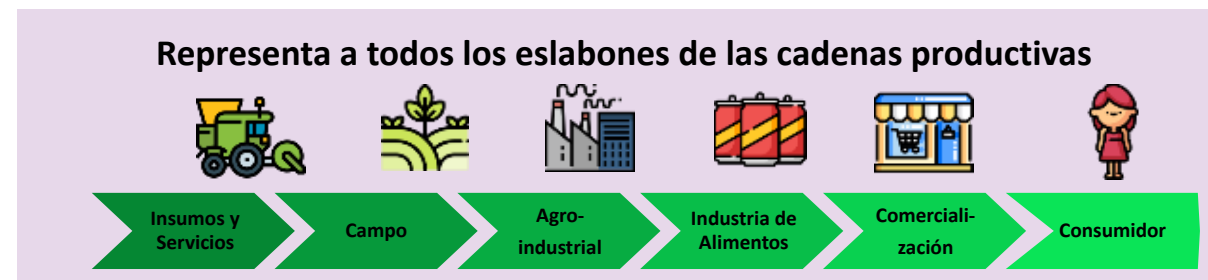 Representa a todos los eslabones de las cadenas productivas
Insumos y
Servicios
Campo
Agro-
industrial
Industria de
Alimentos
Comerciali-
zación
Consumidor